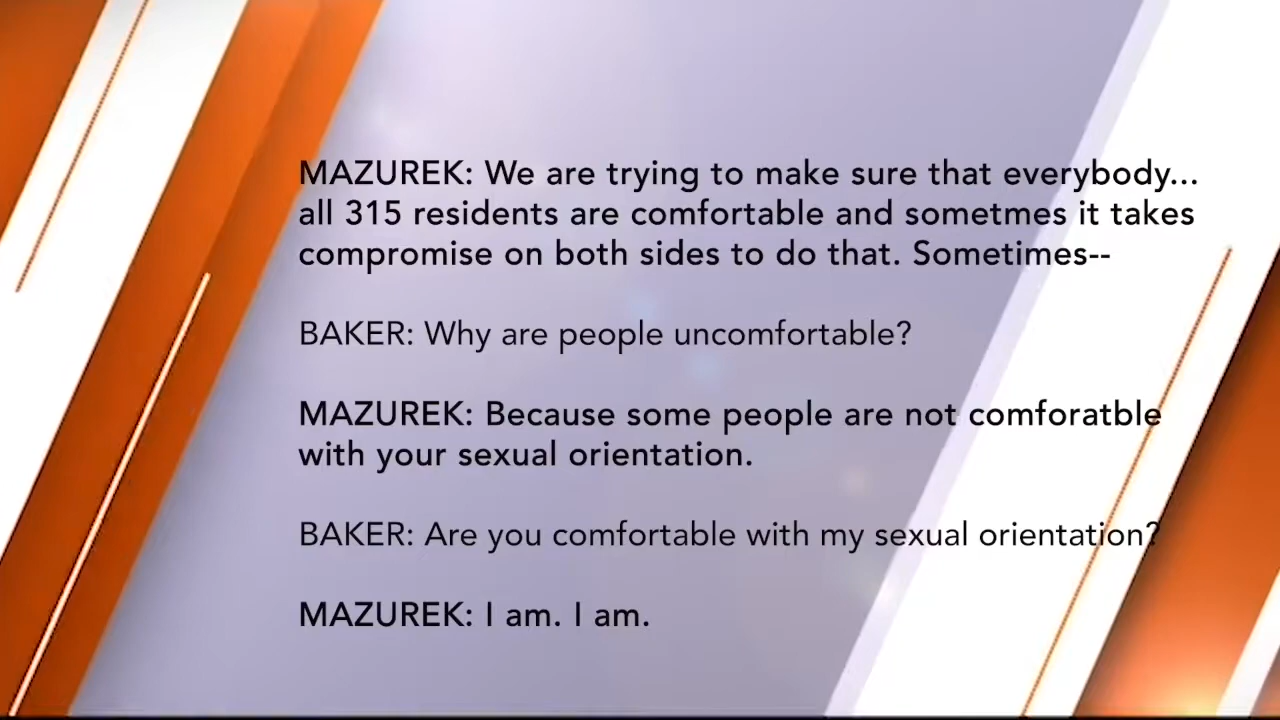 MAZUREK: We are trying to make sure that everybody...
all 315 residents are comfortable and sometmes it takes
compromise on both sides to do that. Sometimes--
BAKER: Why are people uncomfortable?
MAZUREK: Because some people are not comforatble
with your sexual orientation.
BAKER: Are you comfortable with my sexual orientation?
MAZUREK: I am. I am.